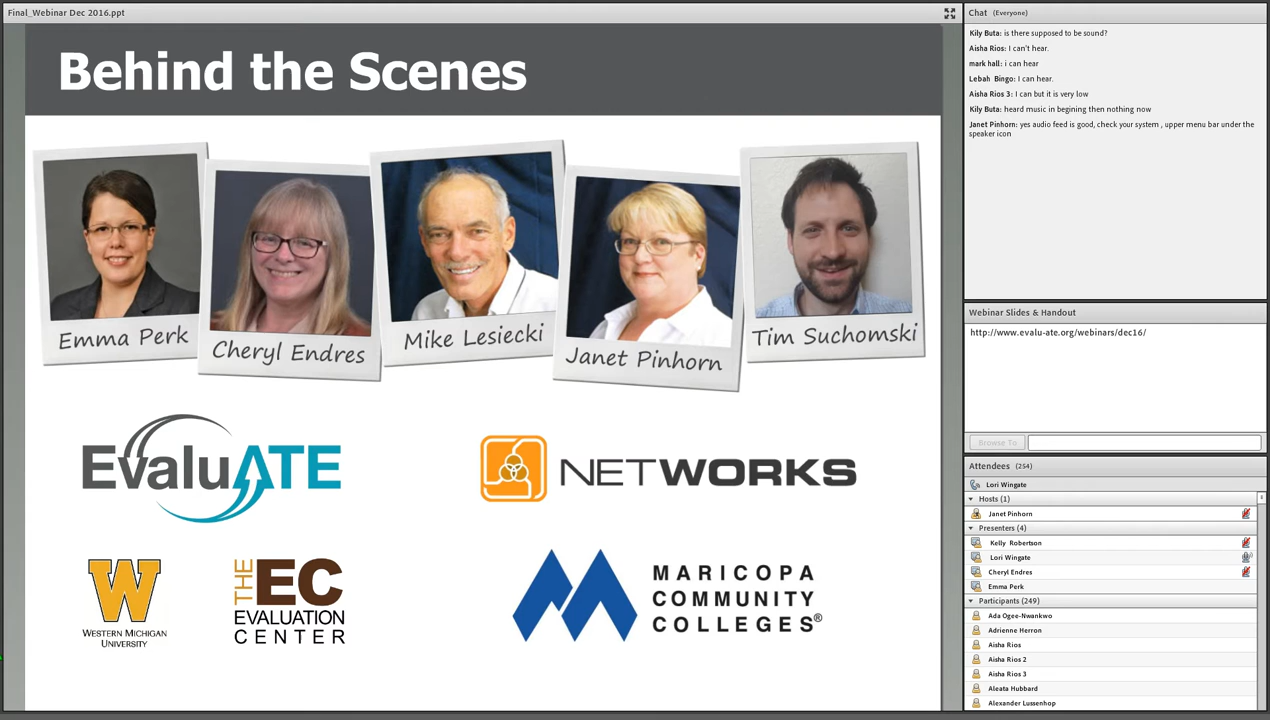 Final_Webinar Dec 2016.ppt
Behind the Scenes
Emma Perk
Cheryl Endres
Mike Lesiecki
Janet Pinhorn
Tim Suchomski
EvaluATE
NETWORKS
W
WESTERN MICHIGAN
UNIVERSITY
THE EC
EVALUATION
CENTER
MARICOPA
COMMUNITY
COLLEGES®
Chat (Everyone)
Kily Buta: is there supposed to be sound?
Aisha Rios: I can't hear.
mark hall: i can hear
Lebah Bingo: I can hear.
Aisha Rios 3: I can but it is very low
Kily Buta: heard music in begining then nothing now
Janet Pinhorn: yes audio feed is good, check your system , upper menu bar under the
speaker icon
Webinar Slides & Handout
http://www.evalu-ate.org/webinars/dec16/
Browse To
Attendees (254)
Lori Wingate
Hosts (1)
Janet Pinhorn
Presenters (4)
Kelly Robertson
Lori Wingate
Cheryl Endres
Emma Perk
Participants (249)
Ada Ogee-Nwankwo
Adrienne Herron
Aisha Rios
Aisha Rios 2
Aisha Rios 3
Aleata Hubbard
Alexander Lussenhop